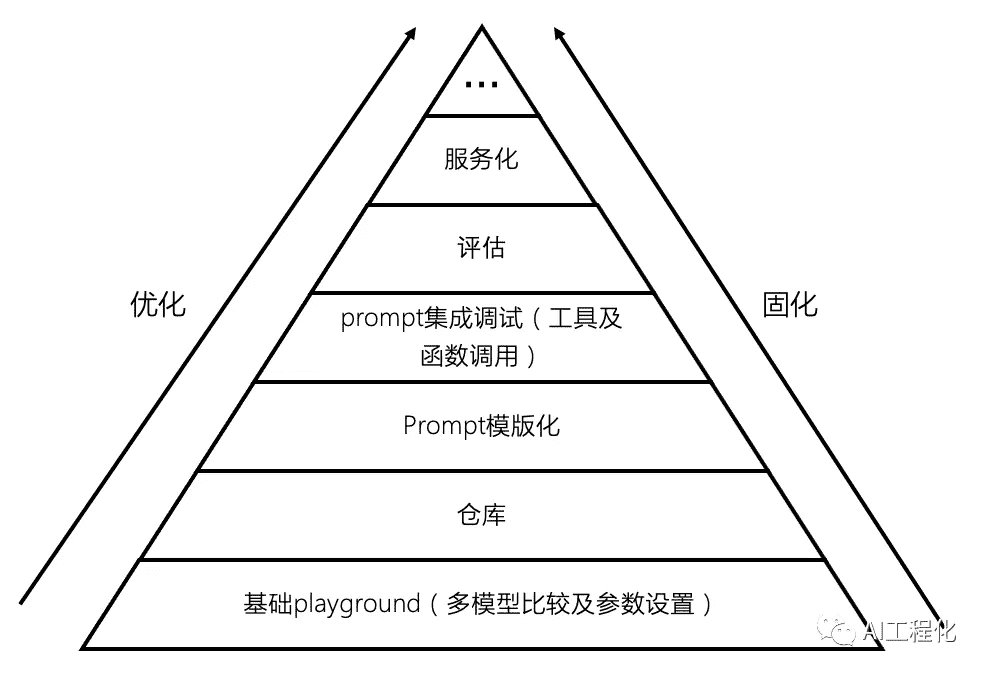 ...
服务化
评估
prompt集成调试（工具及
函数调用）
优化
固化
Prompt模版化
仓库
基础playground（多模型比较及参数设置）
AI工程化